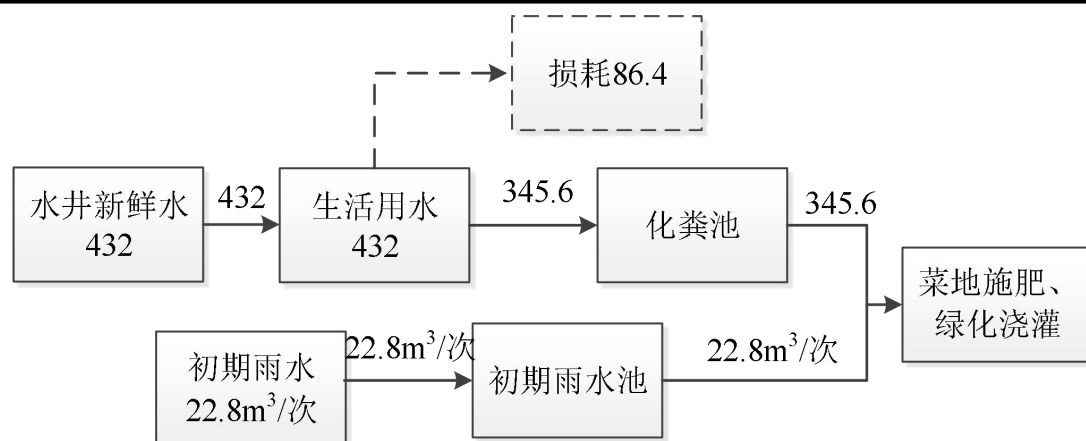 损耗86.4
水井新鲜水
432
432
生活用水
432
345.6
化粪池
345.6
菜地施肥、
绿化浇灌
初期雨水
22.8m³/次
22.8m³/次
初期雨水池
22.8m³/次